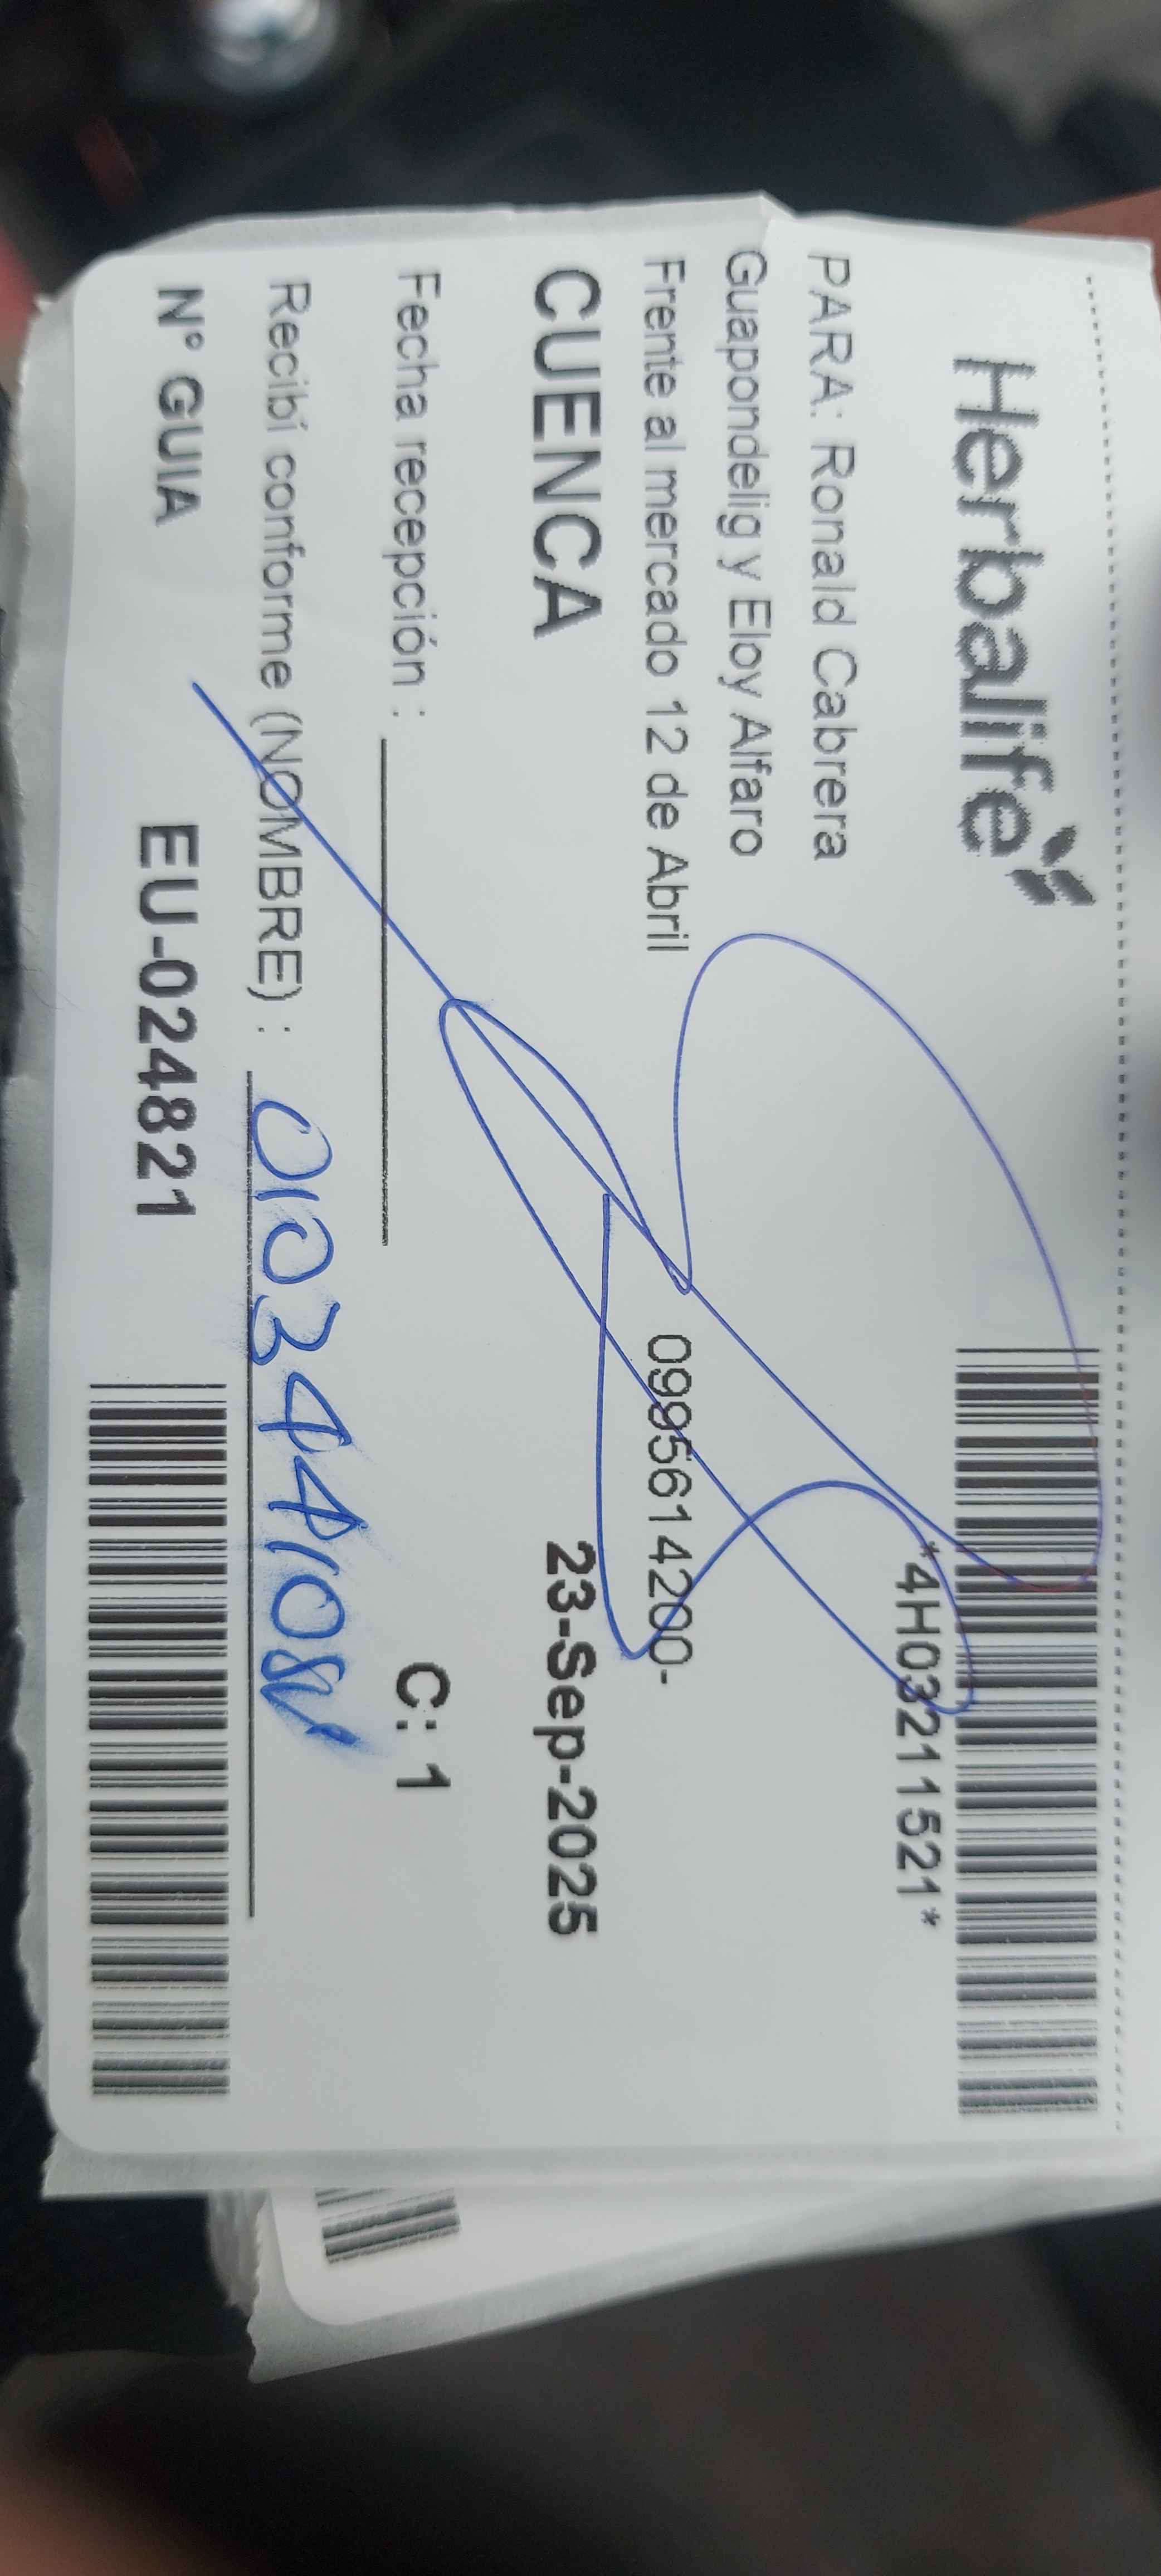 Herbalife
*4H03211521*
PARA: Ronald Cabrera
Guapondelig y Eloy Alfaro
Frente al mercado 12 de Abril 0995614200-
CUENCA 23-Sep-2025
Fecha recepción : C: 1
Recibí conforme (NOMBRE) :
N° GUIA EU-024821